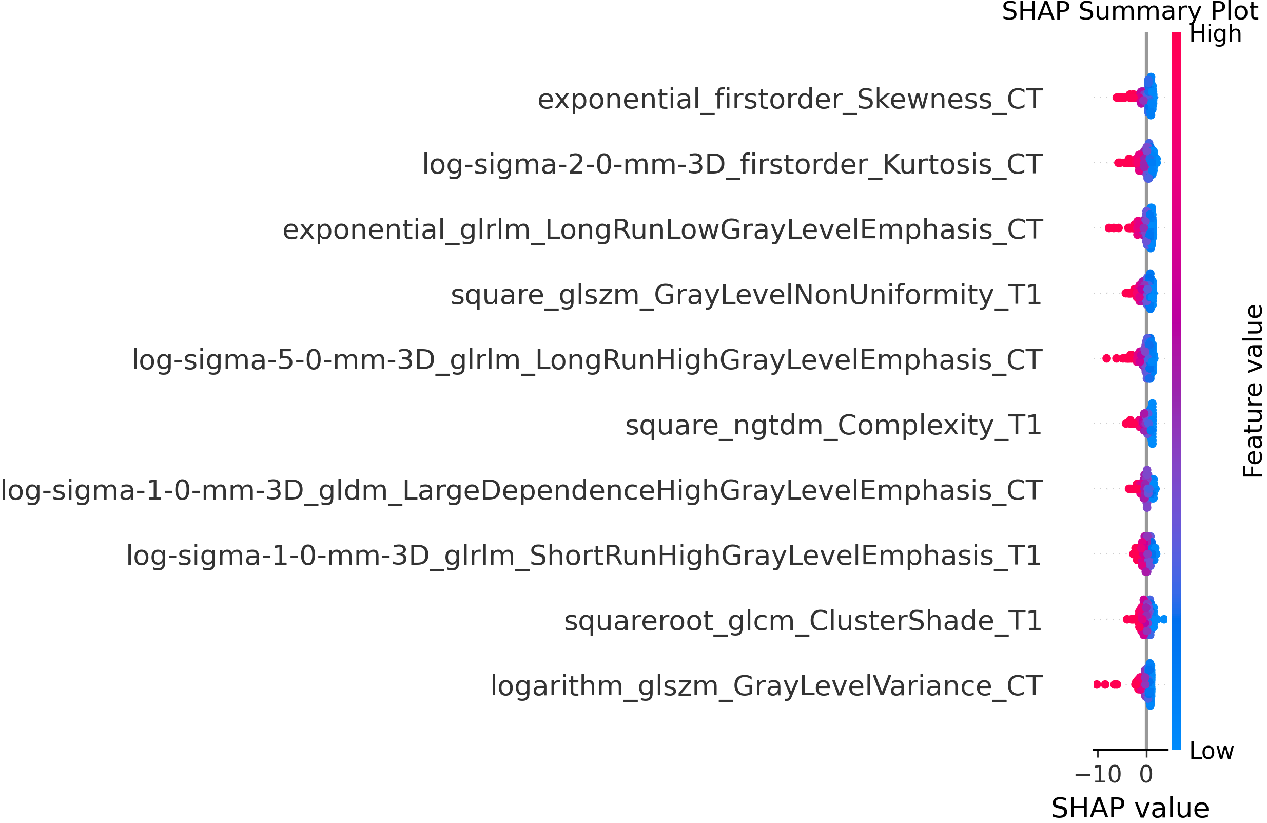 SHAP Summary Plot
High
exponential_firstorder_Skewness_CT
log-sigma-2-0-mm-3D_firstorder_Kurtosis_CT
exponential_glrlm_LongRunLowGrayLevelEmphasis_CT
square_glszm_GrayLevelNonUniformity_T1
log-sigma-5-0-mm-3D_glrlm_LongRunHighGrayLevelEmphasis_CT
square_ngtdm_Complexity_T1
log-sigma-1-0-mm-3D_gldm_LargeDependenceHighGrayLevelEmphasis_CT
log-sigma-1-0-mm-3D_glrlm_ShortRunHighGrayLevelEmphasis_T1
squareroot_glcm_ClusterShade_T1
logarithm_glszm_GrayLevelVariance_CT
Feature value
Low
−10 0
SHAP value